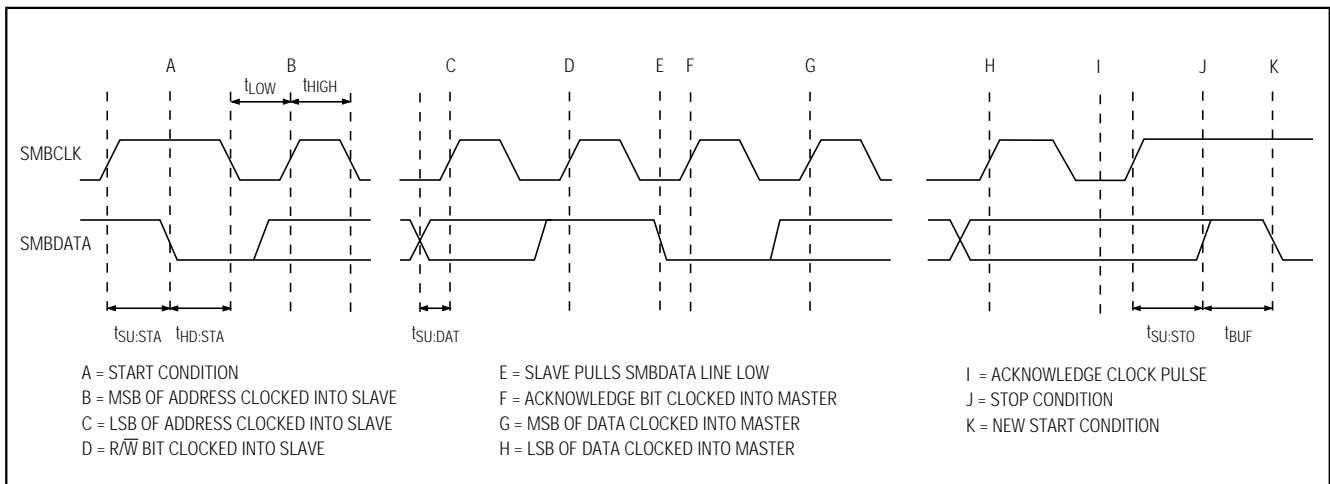 A B C D E F G H I J K
tLOW tHIGH
SMBCLK
SMBDATA
tSU:STA tHD:STA tSU:DAT tSU:STO tBUF
A = START CONDITION
B = MSB OF ADDRESS CLOCKED INTO SLAVE
C = LSB OF ADDRESS CLOCKED INTO SLAVE
D = R/W̅ BIT CLOCKED INTO SLAVE
E = SLAVE PULLS SMBDATA LINE LOW
F = ACKNOWLEDGE BIT CLOCKED INTO MASTER
G = MSB OF DATA CLOCKED INTO MASTER
H = LSB OF DATA CLOCKED INTO MASTER
I = ACKNOWLEDGE CLOCK PULSE
J = STOP CONDITION
K = NEW START CONDITION